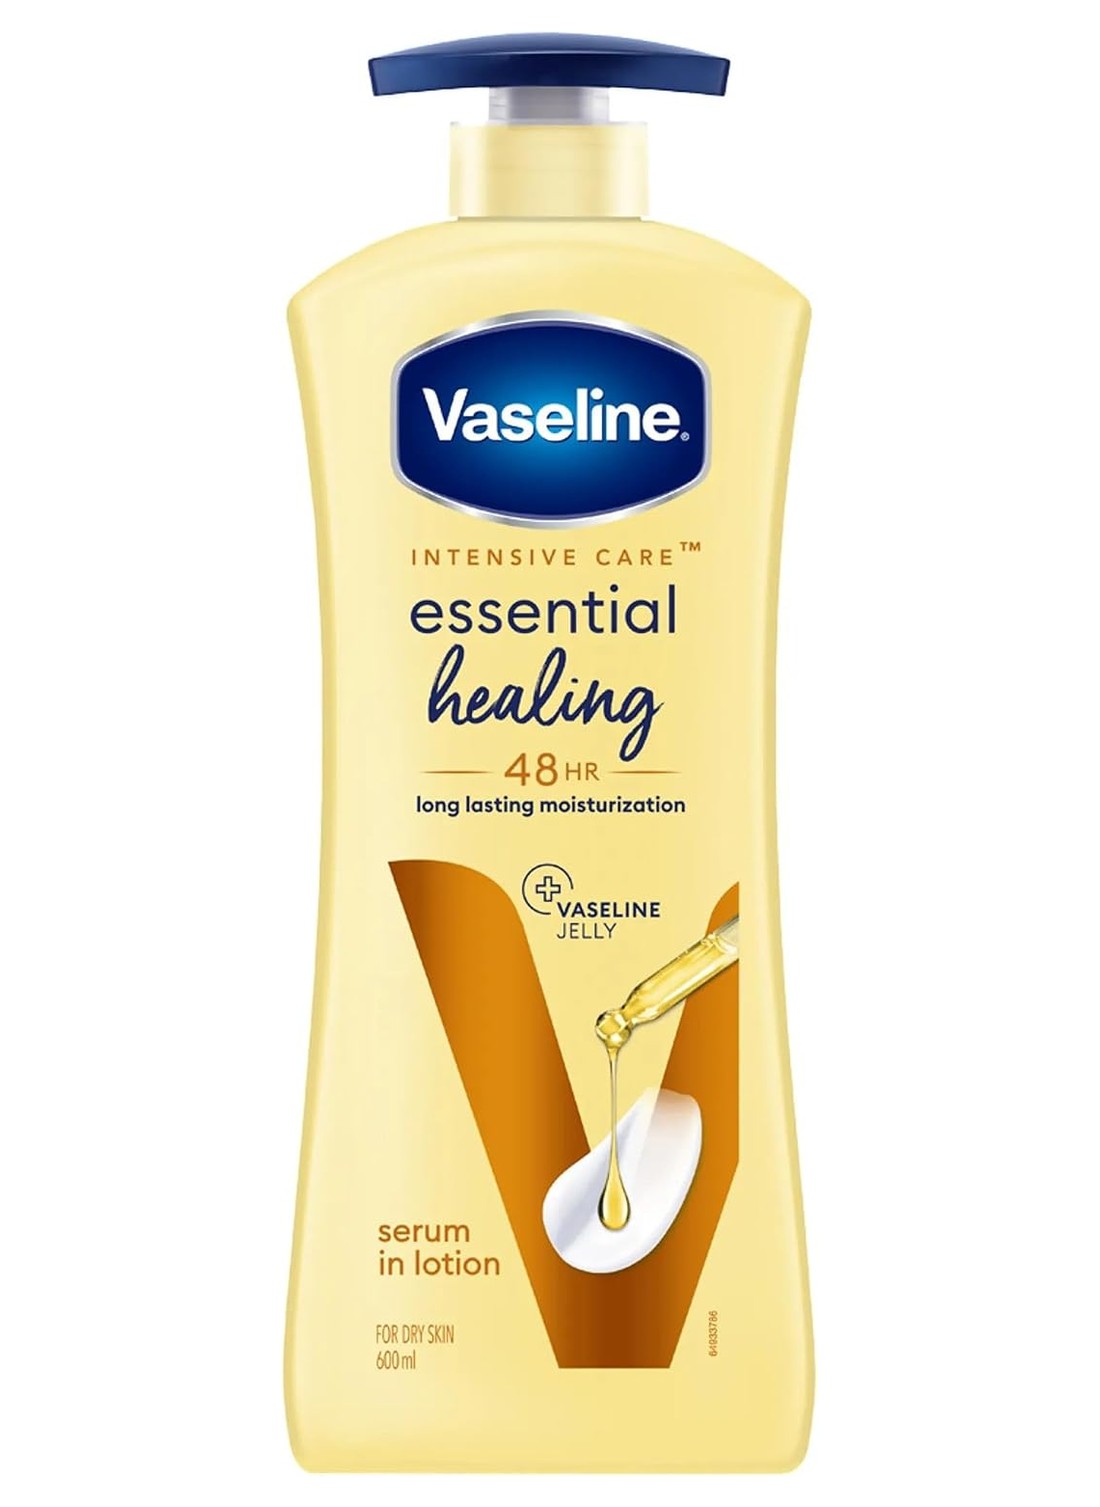 Vaseline®
INTENSIVE CARE™
essential
healing
48 HR
long lasting moisturization
VASELINE
JELLY
serum
in lotion
FOR DRY SKIN
600 ml
64933786